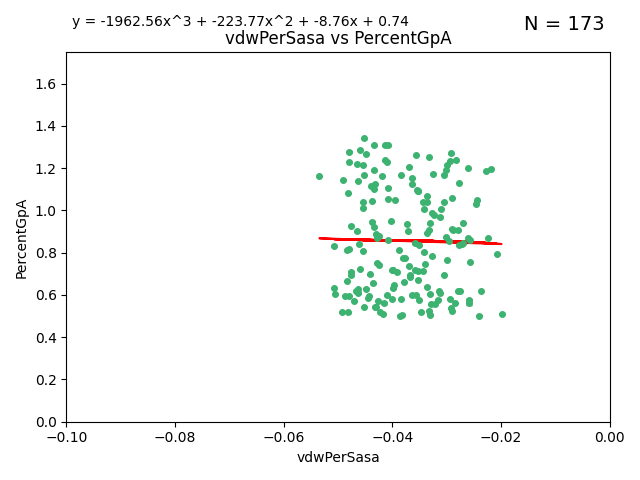 y = -1962.56x^3 + -223.77x^2 + -8.76x + 0.74
N = 173
vdwPerSasa vs PercentGpA
PercentGpA
1.6
1.4
1.2
1.0
0.8
0.6
0.4
0.2
0.0
−0.10 −0.08 −0.06 −0.04 −0.02 0.00
vdwPerSasa